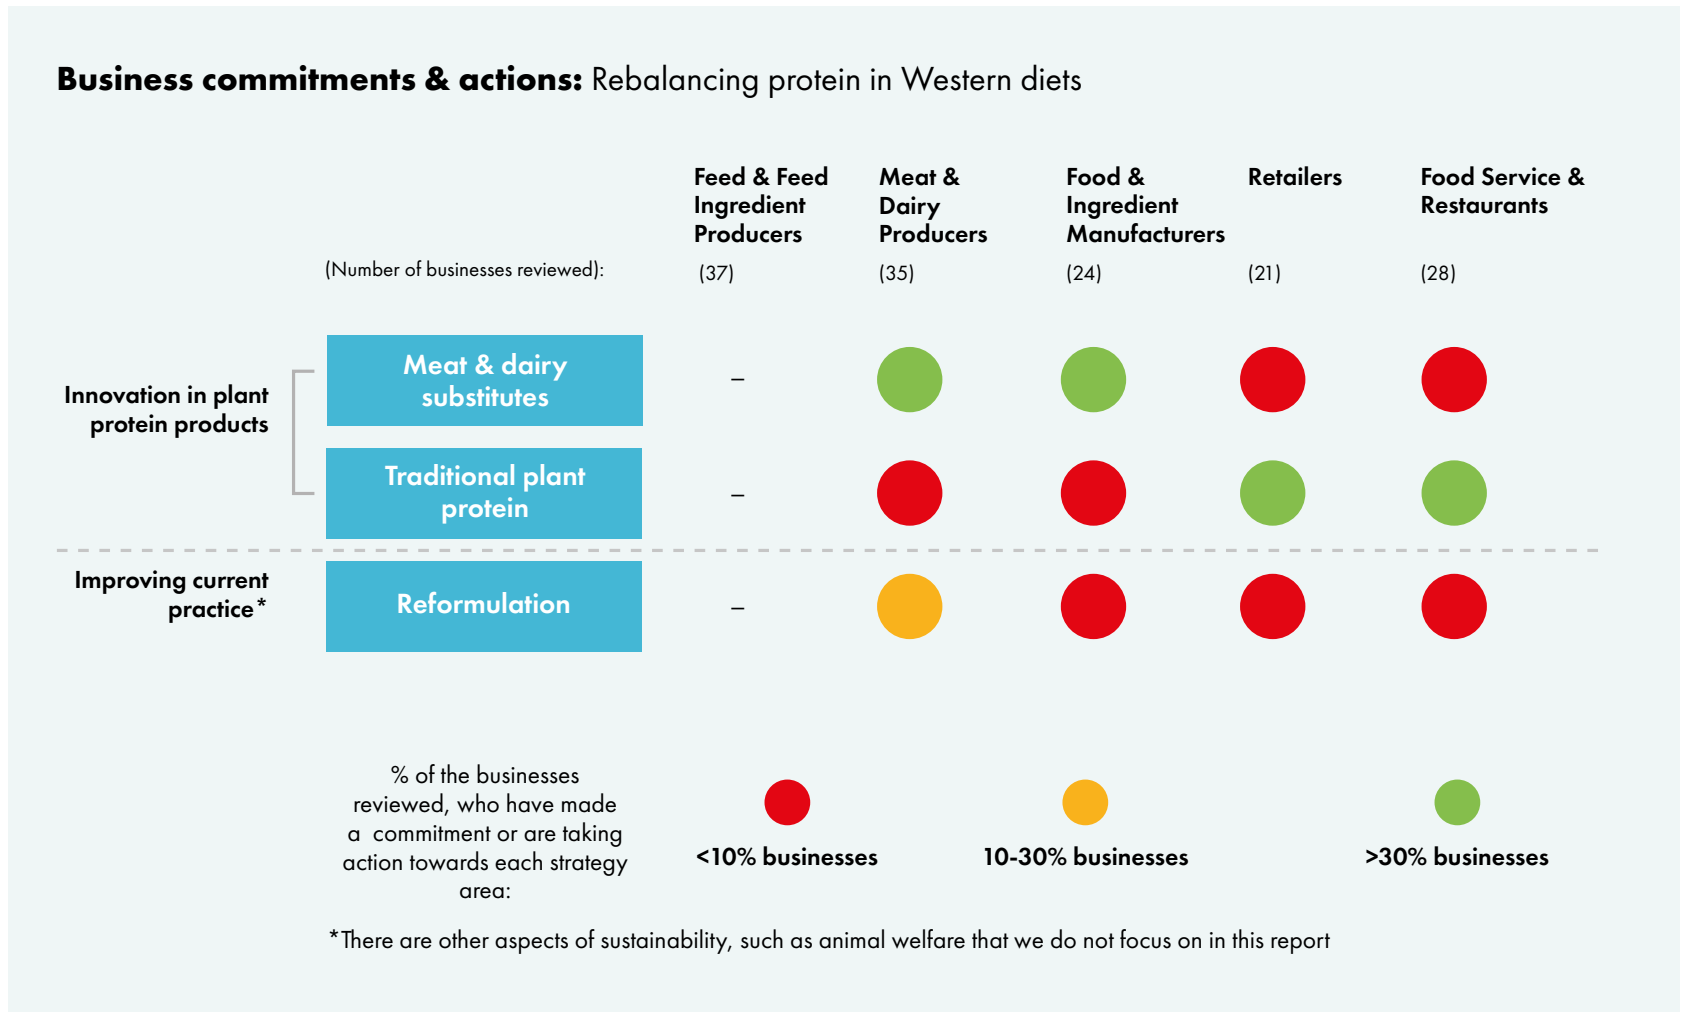 Business commitments & actions: Rebalancing protein in Western diets
Feed & Feed
Ingredient
Producers
Meat &
Dairy
Producers
Food &
Ingredient
Manufacturers
Retailers
Food Service &
Restaurants
(Number of businesses reviewed):
(37)
(35)
(24)
(21)
(28)
Innovation in plant
protein products
Meat & dairy
substitutes
–
Traditional plant
protein
–
Improving current
practice*
Reformulation
–
% of the businesses
reviewed, who have made
a commitment or are taking
action towards each strategy
area:
<10% businesses
10-30% businesses
>30% businesses
*There are other aspects of sustainability, such as animal welfare that we do not focus on in this report